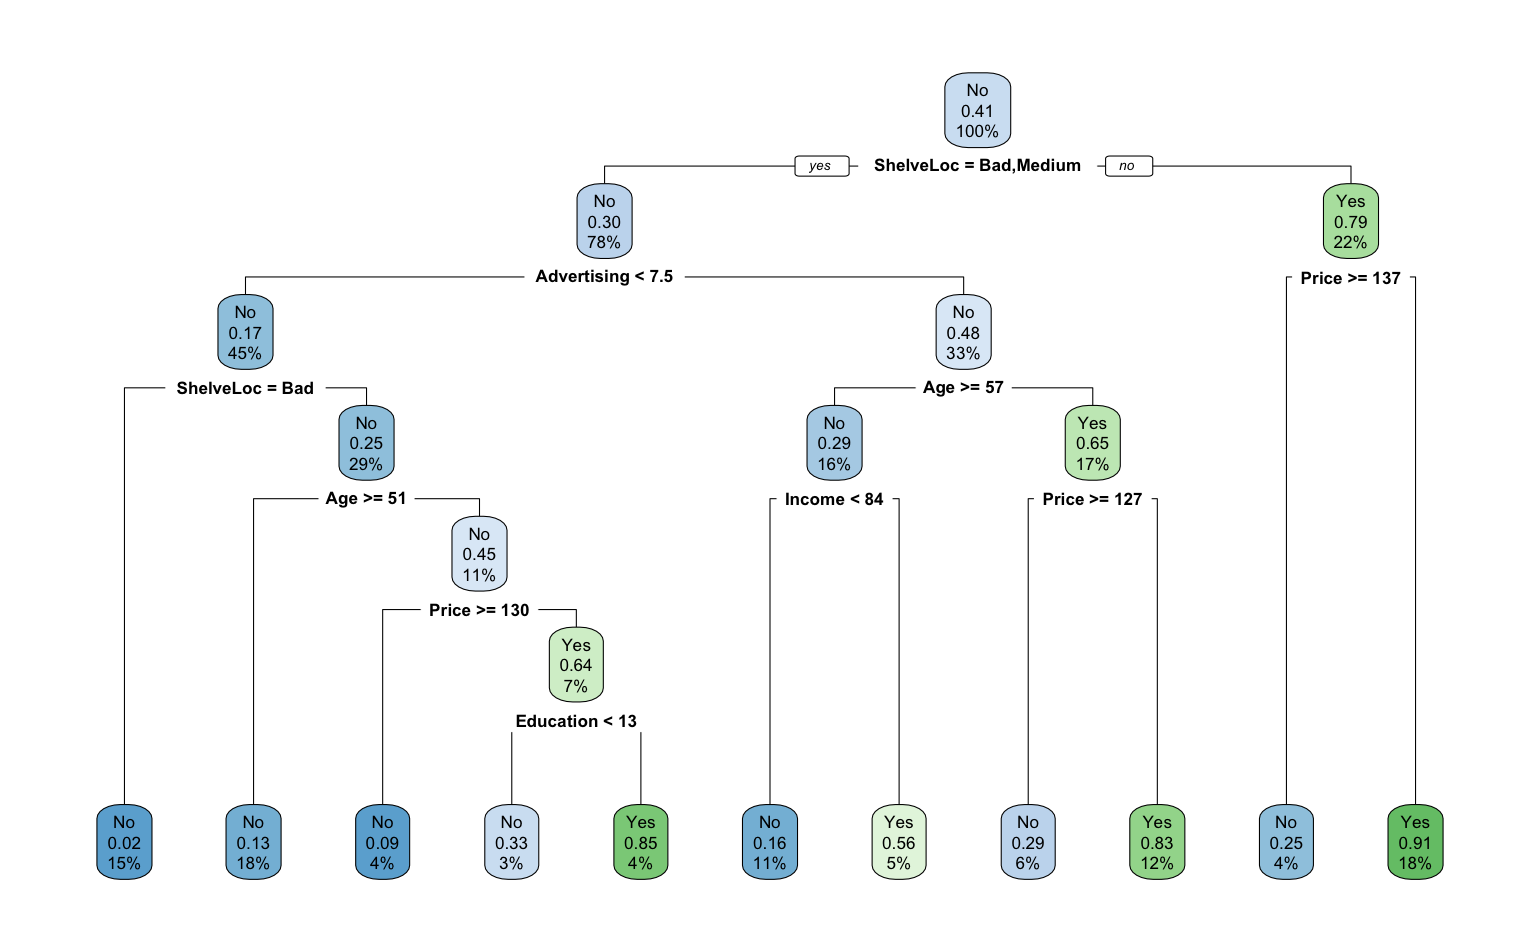 No
0.41
100%
yes
ShelveLoc = Bad,Medium
no
No
0.30
78%
Yes
0.79
22%
Advertising < 7.5
Price >= 137
No
0.17
45%
No
0.48
33%
ShelveLoc = Bad
Age >= 57
No
0.25
29%
No
0.29
16%
Yes
0.65
17%
Age >= 51
Income < 84
Price >= 127
No
0.45
11%
Price >= 130
Yes
0.64
7%
Education < 13
No
0.02
15%
No
0.13
18%
No
0.09
4%
No
0.33
3%
Yes
0.85
4%
No
0.16
11%
Yes
0.56
5%
No
0.29
6%
Yes
0.83
12%
No
0.25
4%
Yes
0.91
18%